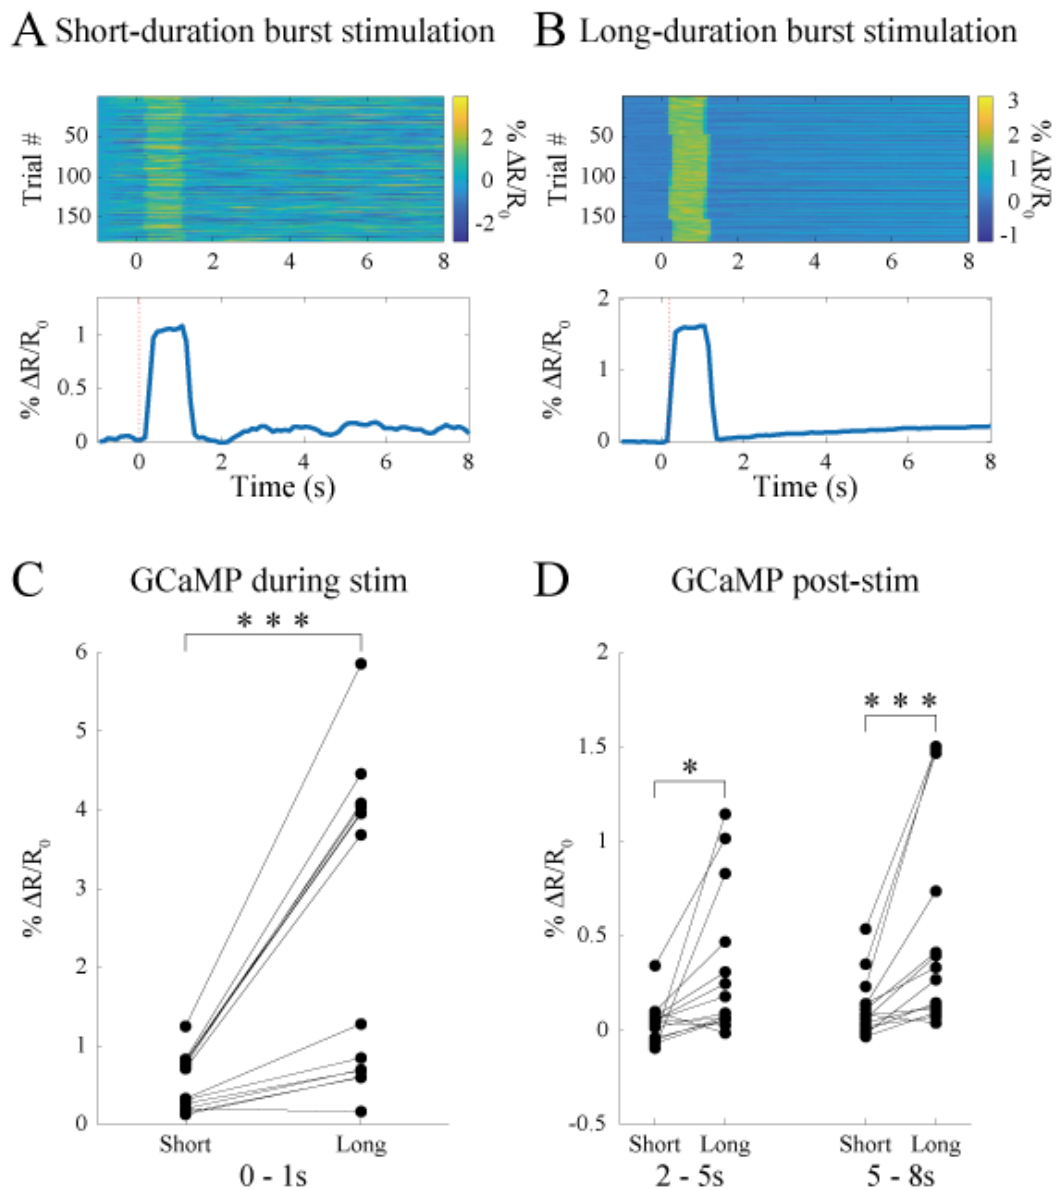 A Short-duration burst stimulation
Trial #
50
100
150
0 2 4 6 8
2
0
-2
% ΔR/R0
% ΔR/R0
1
0.5
0
0 2 4 6 8
Time (s)
B Long-duration burst stimulation
Trial #
50
100
150
0 2 4 6 8
3
2
1
0
-1
% ΔR/R0
% ΔR/R0
2
1
0
0 2 4 6 8
Time (s)
C GCaMP during stim
* * *
% ΔR/R0
6
5
4
3
2
1
0
Short Long
0 - 1s
D GCaMP post-stim
% ΔR/R0
2
1.5
1
0.5
0
-0.5
*
* * *
Short Long Short Long
2 - 5s 5 - 8s